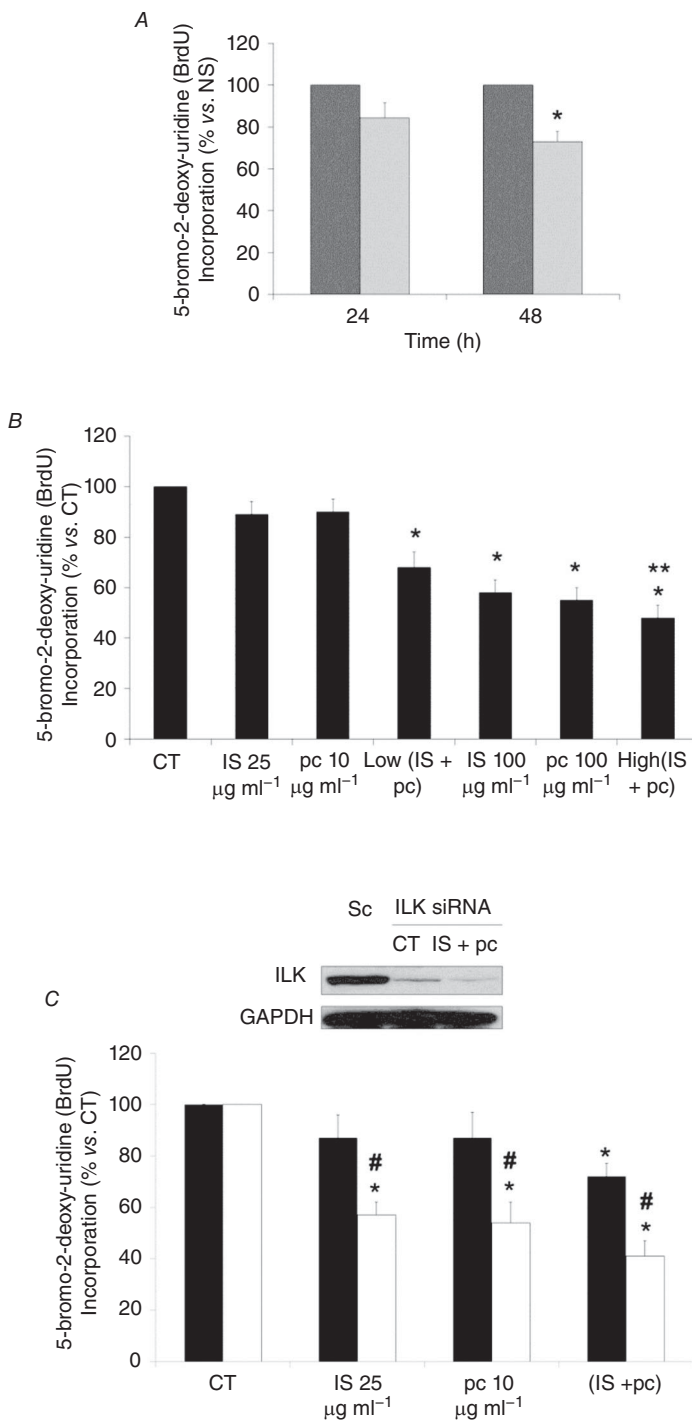 A
5-bromo-2-deoxy-uridine (BrdU)
Incorporation (% vs. NS)
120
100
80
60
40
20
0
*
24
48
Time (h)
B
5-bromo-2-deoxy-uridine (BrdU)
Incorporation (% vs. CT)
120
100
80
60
40
20
0
*
*
*
**
*
CT
IS 25
μg ml⁻¹
pc 10
μg ml⁻¹
Low (IS +
pc)
IS 100
μg ml⁻¹
pc 100
μg ml⁻¹
High(IS
+ pc)
Sc
ILK siRNA
CT
IS + pc
ILK
GAPDH
C
5-bromo-2-deoxy-uridine (BrdU)
Incorporation (% vs. CT)
120
100
80
60
40
20
0
#
*
#
*
*
#
*
CT
IS 25
μg ml⁻¹
pc 10
μg ml⁻¹
(IS +pc)